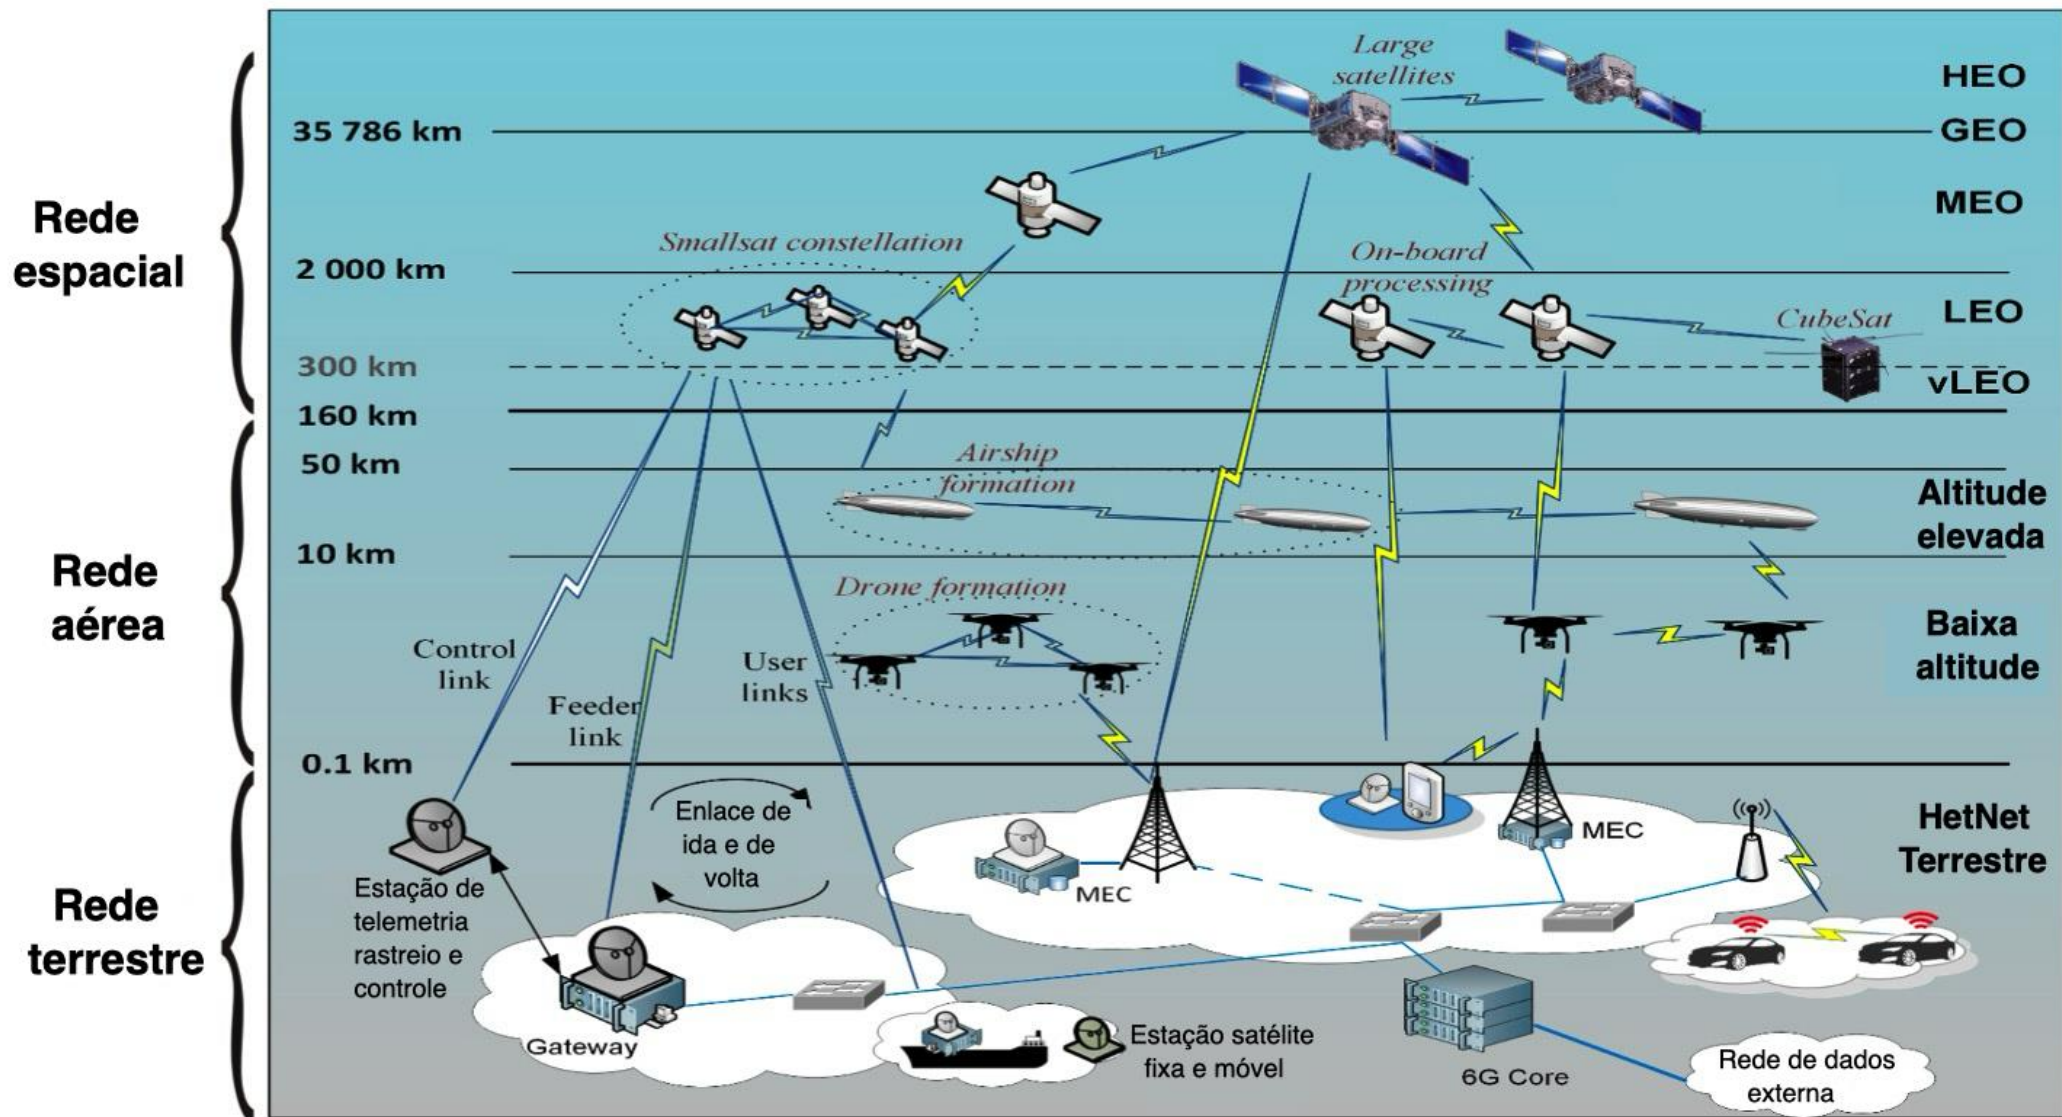 Large
satellites
HEO
35 786 km
GEO
MEO
Rede
espacial
Smallsat constellation
On-board
processing
2 000 km
LEO
CubeSat
300 km
vLEO
160 km
50 km
Airship
formation
Altitude
elevada
10 km
Rede
aérea
Drone formation
Baixa
altitude
Control
link
User
links
Feeder
link
0.1 km
Enlace de
ida e de
volta
HetNet
Terrestre
MEC
MEC
Rede
terrestre
Estação de
telemetria
rastreio e
controle
Gateway
Estação satélite
fixa e móvel
6G Core
Rede de dados
externa